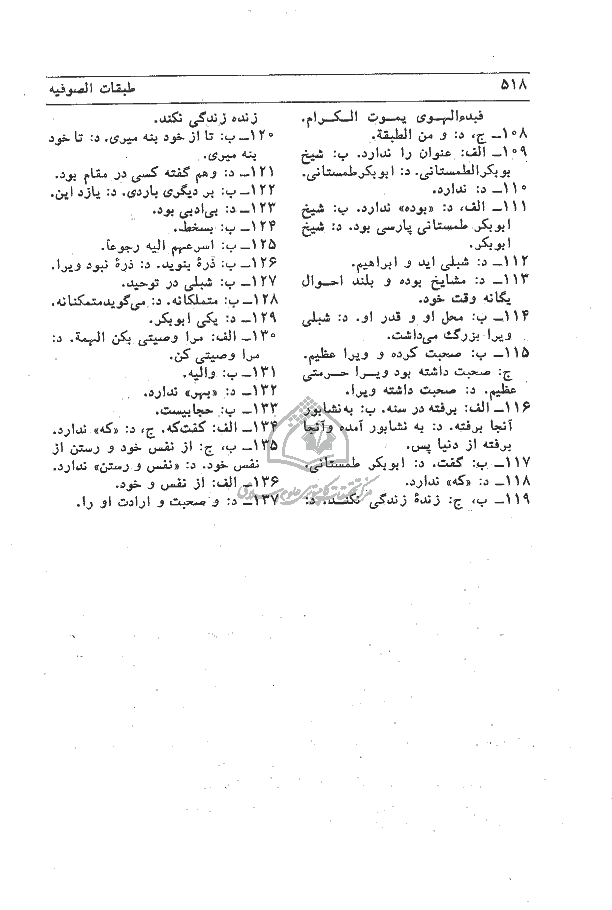 ۵۱۸
طبقات الصوفیه
فبدءالهوی یموت الکرام.
۱۰۸ــ ج، د: و من الطبقة.
۱۰۹ــ الف: عنوان را ندارد. ب: شیخ
بوبکرالطمستانی. د: ابوبکرطمستانی.
۱۱۰ــ د: ندارد.
۱۱۱ــ الف، د: «بوده» ندارد. ب: شیخ
ابوبکر طمستانی پارسی بود. د: شیخ
ابوبکر.
۱۱۲ــ د: شبلی اید و ابراهیم.
۱۱۳ــ د: مشایخ بوده و بلند احوال
یگانه وقت خود.
۱۱۴ــ ب: محل او و قدر او. د: شبلی
ویرا بزرگ می‌داشت.
۱۱۵ــ ب: صحبت کرده و ویرا عظیم.
ج: صحبت داشته بود ویرا حرمتی
عظیم. د: صحبت داشته ویرا.
۱۱۶ــ الف: برفته در سنه. ب: به‌نشابور
آنجا برفته. د: به نشابور آمده وآنجا
برفته از دنیا پس.
۱۱۷ــ ب: گفت. د: ابوبکر طمستانی.
۱۱۸ــ د: «که» ندارد.
۱۱۹ــ ب، ج: زندهٔ زندگی نکند. د:
زنده زندگی نکند.
۱۲۰ــ ب: تا از خود بنه میری. د: تا خود
بنه میری.
۱۲۱ــ د: وهم گفته کسی در مقام بود.
۱۲۲ــ ب: بر دیگری باردی. د: یازد این.
۱۲۳ــ د: بی‌ادبی بود.
۱۲۴ــ ب: بسخط.
۱۲۵ــ ب: اسرعهم الیه رجوعاً.
۱۲۶ــ ب: ذرهٔ بنوید. د: ذرهٔ نبود ویرا.
۱۲۷ــ ب: شبلی در توحید.
۱۲۸ــ ب: متملکانه. د: می‌گویدمتمکنانه.
۱۲۹ــ د: یکی ابوبکر.
۱۳۰ــ الف: مرا وصیتی بکن الهمة. د:
مرا وصیتی کن.
۱۳۱ــ ب: والیه.
۱۳۲ــ د: «بهر» ندارد.
۱۳۳ــ ب: حجابیست.
۱۳۴ــ الف: گفت‌که. ج، د: «که» ندارد.
۱۳۵ــ ب، ج: از نفس خود و رستن از
نفس خود. د: «نفس و رستن» ندارد.
۱۳۶ــ الف: از نفس و خود.
۱۳۷ــ د: و صحبت و ارادت او را.